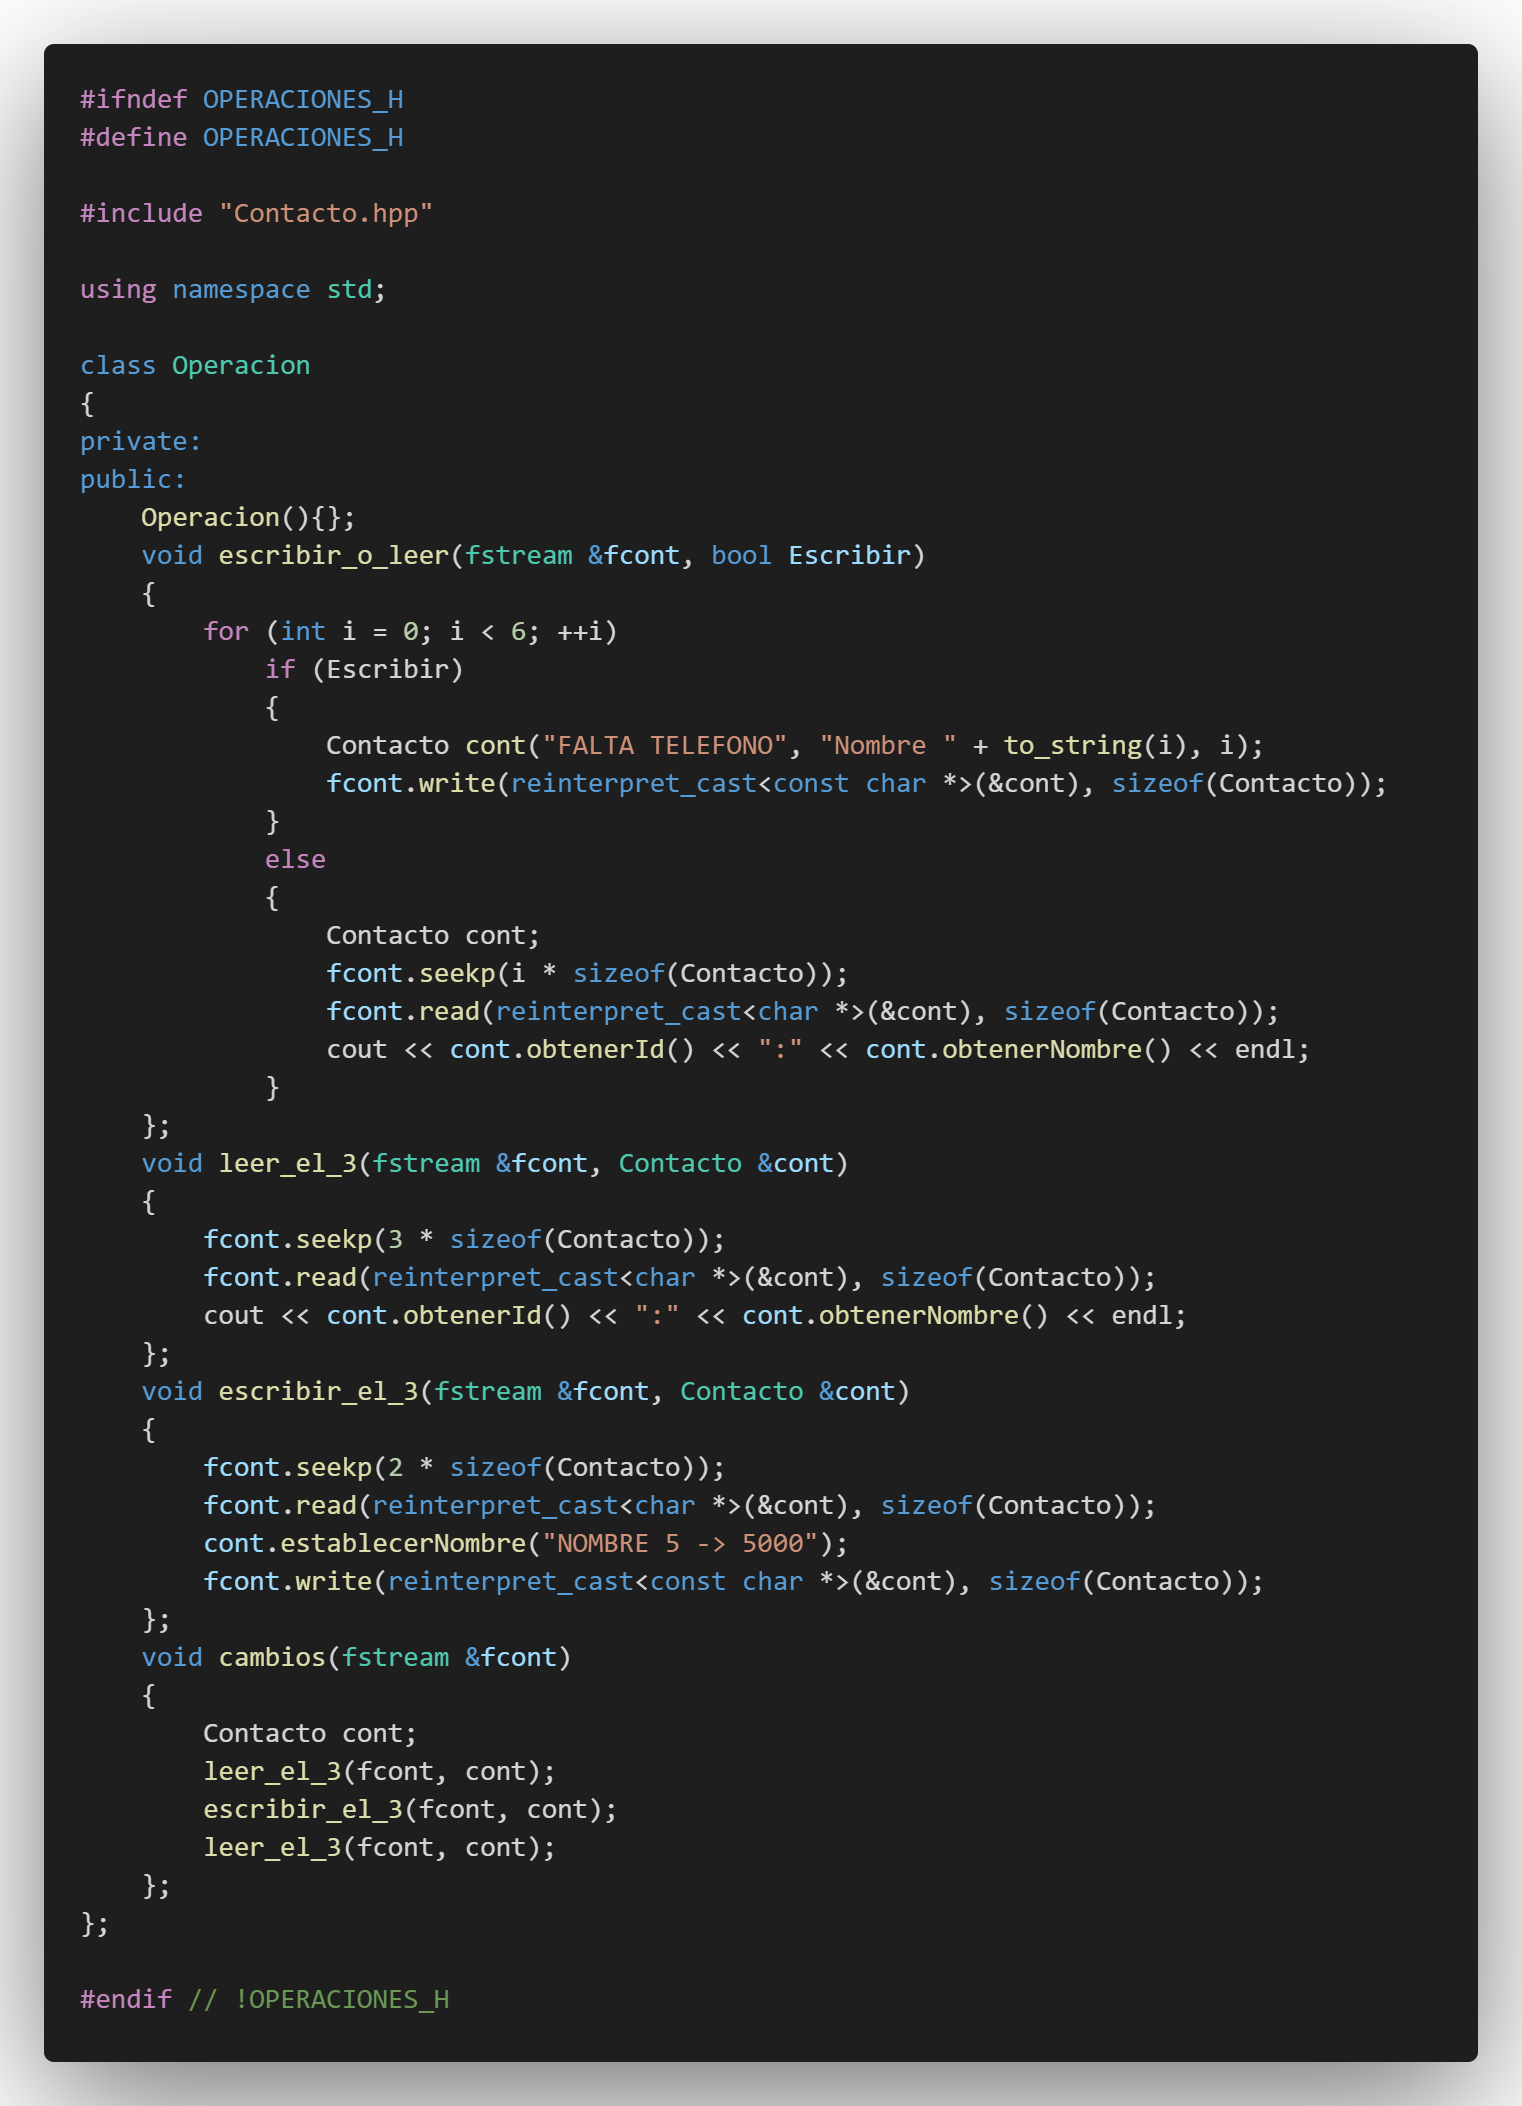 #ifndef OPERACIONES_H
#define OPERACIONES_H

#include "Contacto.hpp"

using namespace std;

class Operacion
{
private:
public:
    Operacion(){};
    void escribir_o_leer(fstream &fcont, bool Escribir)
    {
        for (int i = 0; i < 6; ++i)
            if (Escribir)
            {
                Contacto cont("FALTA TELEFONO", "Nombre " + to_string(i), i);
                fcont.write(reinterpret_cast<const char *>(&cont), sizeof(Contacto));
            }
            else
            {
                Contacto cont;
                fcont.seekp(i * sizeof(Contacto));
                fcont.read(reinterpret_cast<char *>(&cont), sizeof(Contacto));
                cout << cont.obtenerId() << ":" << cont.obtenerNombre() << endl;
            }
    };
    void leer_el_3(fstream &fcont, Contacto &cont)
    {
        fcont.seekp(3 * sizeof(Contacto));
        fcont.read(reinterpret_cast<char *>(&cont), sizeof(Contacto));
        cout << cont.obtenerId() << ":" << cont.obtenerNombre() << endl;
    };
    void escribir_el_3(fstream &fcont, Contacto &cont)
    {
        fcont.seekp(2 * sizeof(Contacto));
        fcont.read(reinterpret_cast<char *>(&cont), sizeof(Contacto));
        cont.establecerNombre("NOMBRE 5 -> 5000");
        fcont.write(reinterpret_cast<const char *>(&cont), sizeof(Contacto));
    };
    void cambios(fstream &fcont)
    {
        Contacto cont;
        leer_el_3(fcont, cont);
        escribir_el_3(fcont, cont);
        leer_el_3(fcont, cont);
    };
};

#endif // !OPERACIONES_H